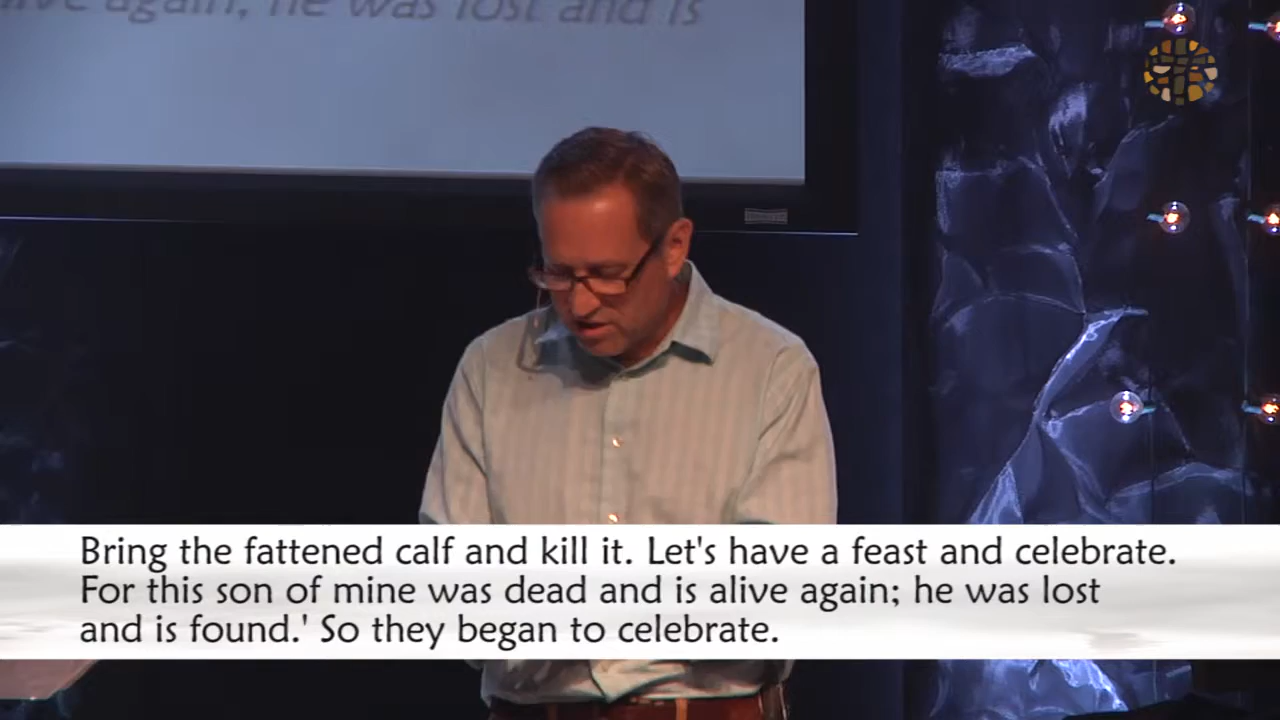 alive again, he was lost and is
Bring the fattened calf and kill it. Let's have a feast and celebrate.
For this son of mine was dead and is alive again; he was lost
and is found.' So they began to celebrate.